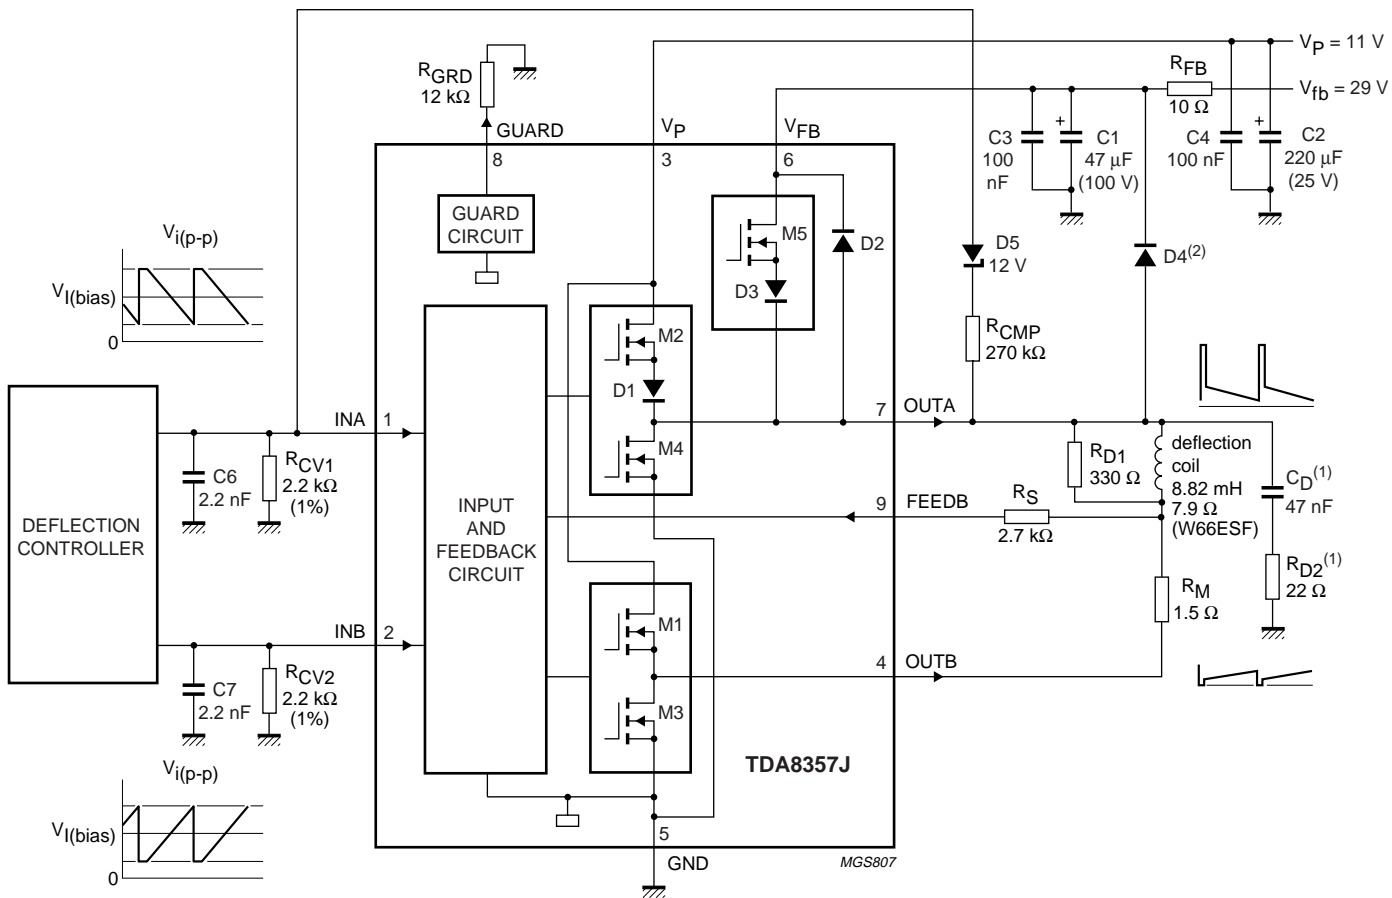 VP = 11 V
RFB
10 Ω
Vfb = 29 V
RGRD
12 kΩ
GUARD
8
VP
3
VFB
6
C3
100
nF
+
C1
47 μF
(100 V)
C4
100 nF
+
C2
220 μF
(25 V)
GUARD
CIRCUIT
M5
D2
D3
D5
12 V
D4(2)
Vi(p-p)
VI(bias)
0
M2
D1
M4
RCMP
270 kΩ
7
OUTA
INA
1
DEFLECTION
CONTROLLER
C6
2.2 nF
RCV1
2.2 kΩ
(1%)
INPUT
AND
FEEDBACK
CIRCUIT
RD1
330 Ω
deflection
coil
8.82 mH
7.9 Ω
(W66ESF)
CD(1)
47 nF
9
FEEDB
RS
2.7 kΩ
RD2(1)
22 Ω
RM
1.5 Ω
INB
2
M1
M3
4
OUTB
C7
2.2 nF
RCV2
2.2 kΩ
(1%)
TDA8357J
Vi(p-p)
VI(bias)
0
5
GND
MGS807